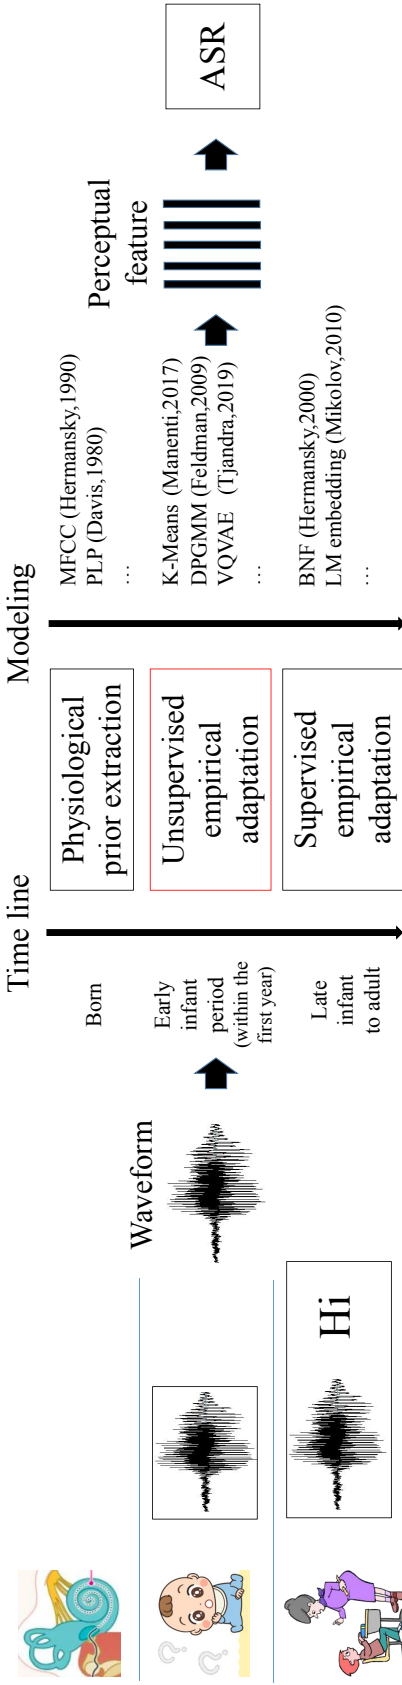 Hi
Waveform
Time line
Born
Early
infant
period
(within the
first year)
Late
infant
to adult
Physiological
prior extraction
Unsupervised
empirical
adaptation
Supervised
empirical
adaptation
Modeling
MFCC (Hermansky,1990)
PLP (Davis,1980)
…
K-Means (Manenti,2017)
DPGMM (Feldman,2009)
VQVAE (Tjandra,2019)
…
BNF (Hermansky,2000)
LM embedding (Mikolov,2010)
…
Perceptual
feature
ASR